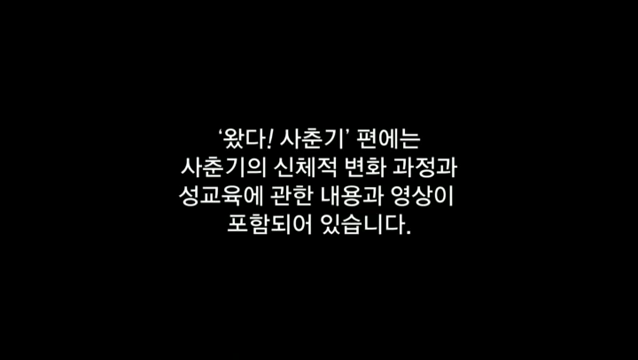 ‘왔다! 사춘기’ 편에는
사춘기의 신체적 변화 과정과
성교육에 관한 내용과 영상이
포함되어 있습니다.